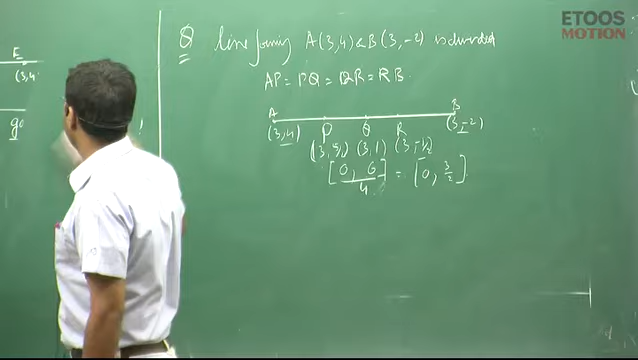 E
(3,4
go
Q Line joining A(3,4) & B(3,-2) is divided
AP = PQ = QR = RB
A B
(3,4) P Q R (3,-2)
(3,5/2) (3,1) (3,-1/2)
[0, 6]/4 = [0, 3/2]
ETOOS
MOTION